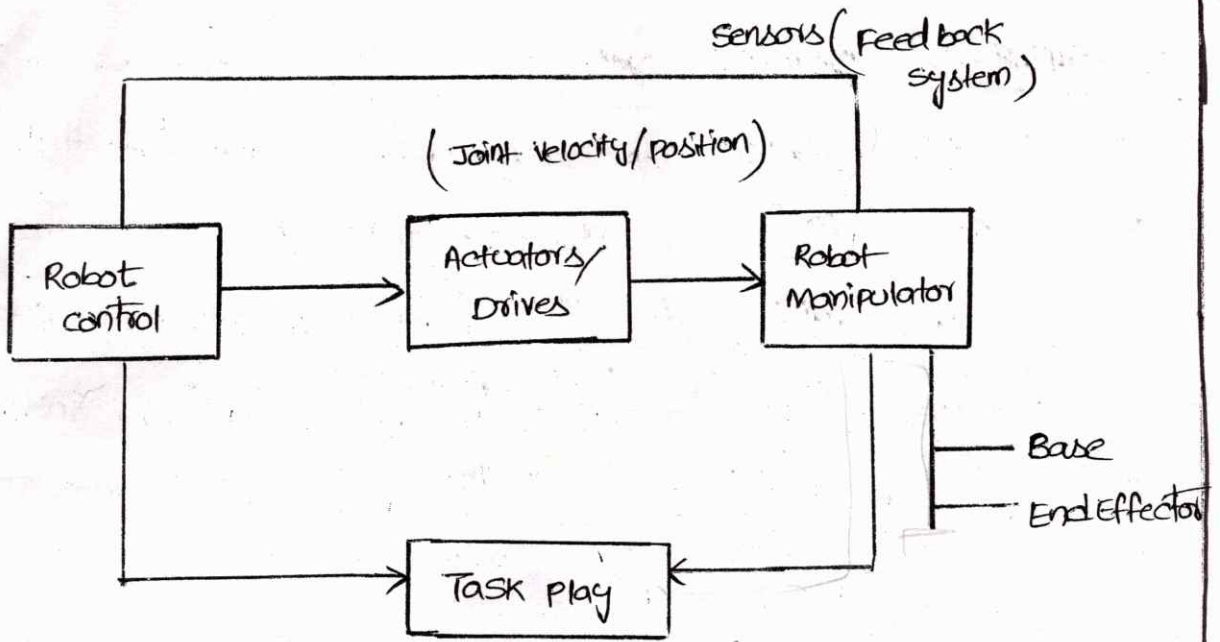 Sensors (Feed back
system)
(Joint velocity/position)
Robot
control
Actuators/
Drives
Robot
Manipulator
Base
End Effector
Task play